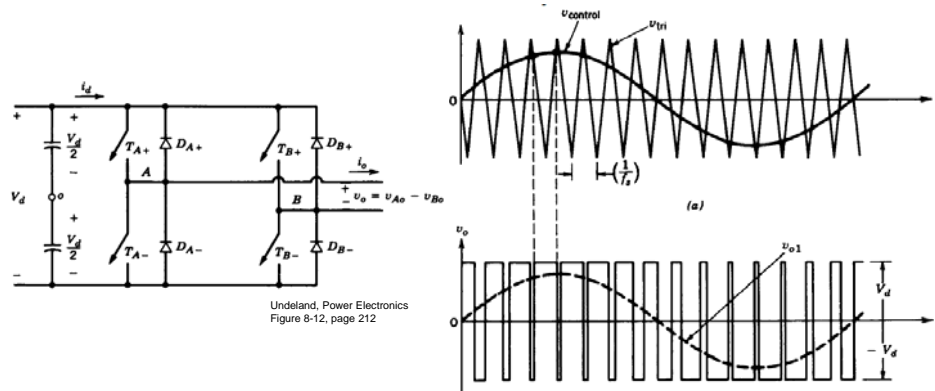 i_d
+
+
+
V_d/2
−
T_A+
D_A+
T_B+
D_B+
i_o
A
V_d
o
+
−
v_o = v_Ao − v_Bo
B
+
V_d/2
−
T_A−
D_A−
T_B−
D_B−
−
−
−
Undeland, Power Electronics
Figure 8-12, page 212
v_control
v_tri
0
(1/f_s)
(a)
v_o
v_o1
V_d
0
− V_d